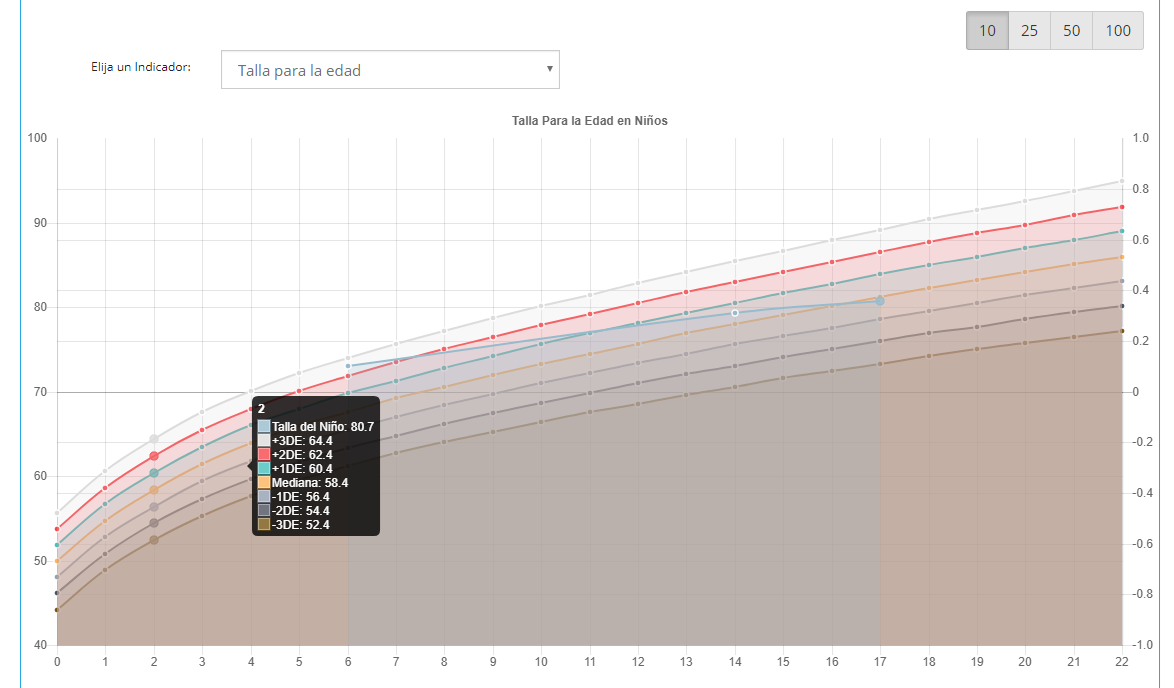 10 25 50 100
Elija un Indicador:
Talla para la edad
Talla Para la Edad en Niños
100
90
80
70
60
50
40
1.0
0.8
0.6
0.4
0.2
0
-0.2
-0.4
-0.6
-0.8
-1.0
2
Talla del Niño: 80.7
+3DE: 64.4
+2DE: 62.4
+1DE: 60.4
Mediana: 58.4
-1DE: 56.4
-2DE: 54.4
-3DE: 52.4
0 1 2 3 4 5 6 7 8 9 10 11 12 13 14 15 16 17 18 19 20 21 22